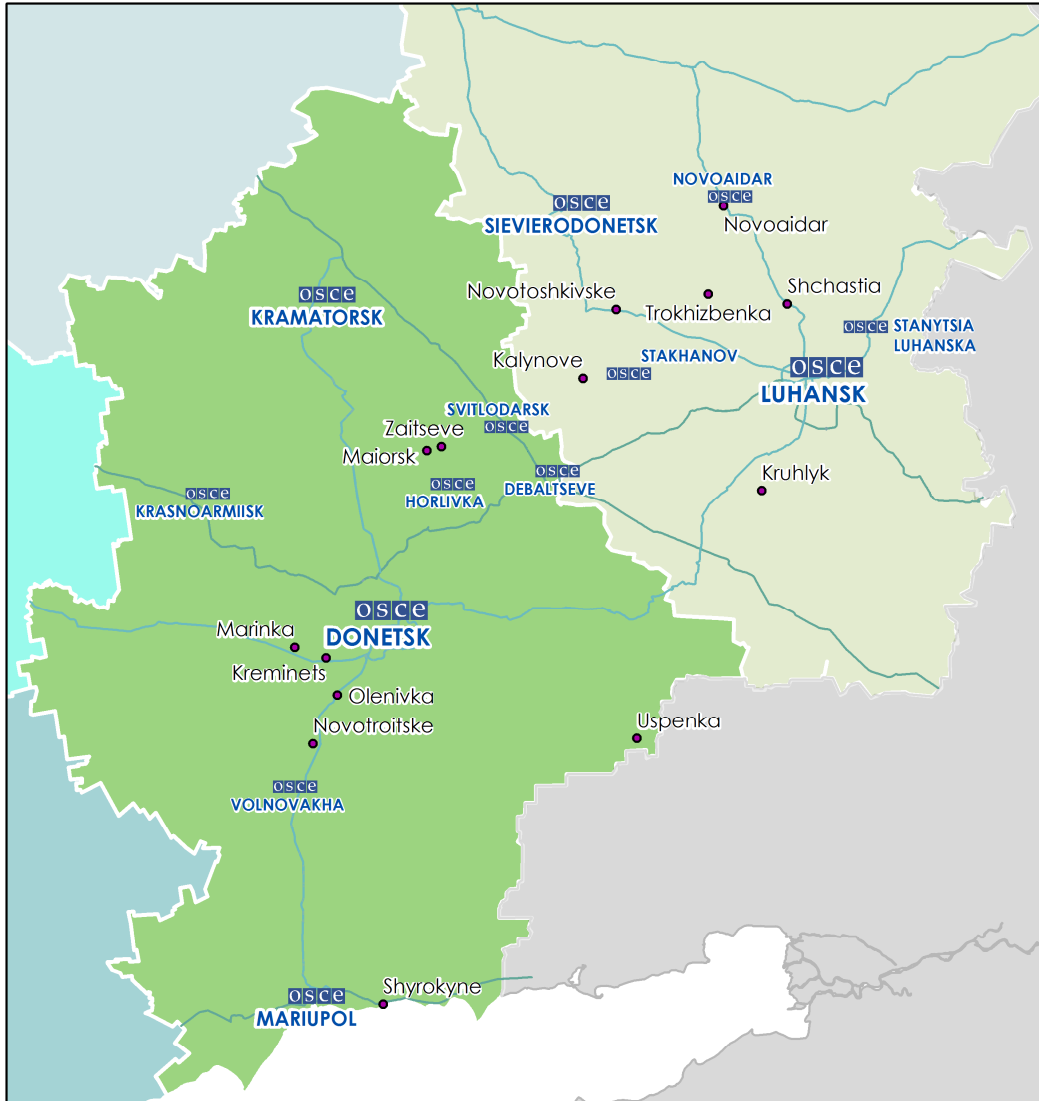 NOVOAIDAR
osce
Novoaidar
osce
SIEVIERODONETSK
osce
KRAMATORSK
Novotoshkivske
Trokhizbenka
Shchastia
osce
STANYTSIA
LUHANSKA
Kalynove
STAKHANOV
osce
osce
LUHANSK
SVITLODARSK
osce
Zaitseve
Maiorsk
osce
HORLIVKA
osce
DEBALTSEVE
Kruhlyk
osce
KRASNOARMIISK
osce
DONETSK
Marinka
Kreminets
Olenivka
Novotroitske
Uspenka
osce
VOLNOVAKHA
Shyrokyne
osce
MARIUPOL